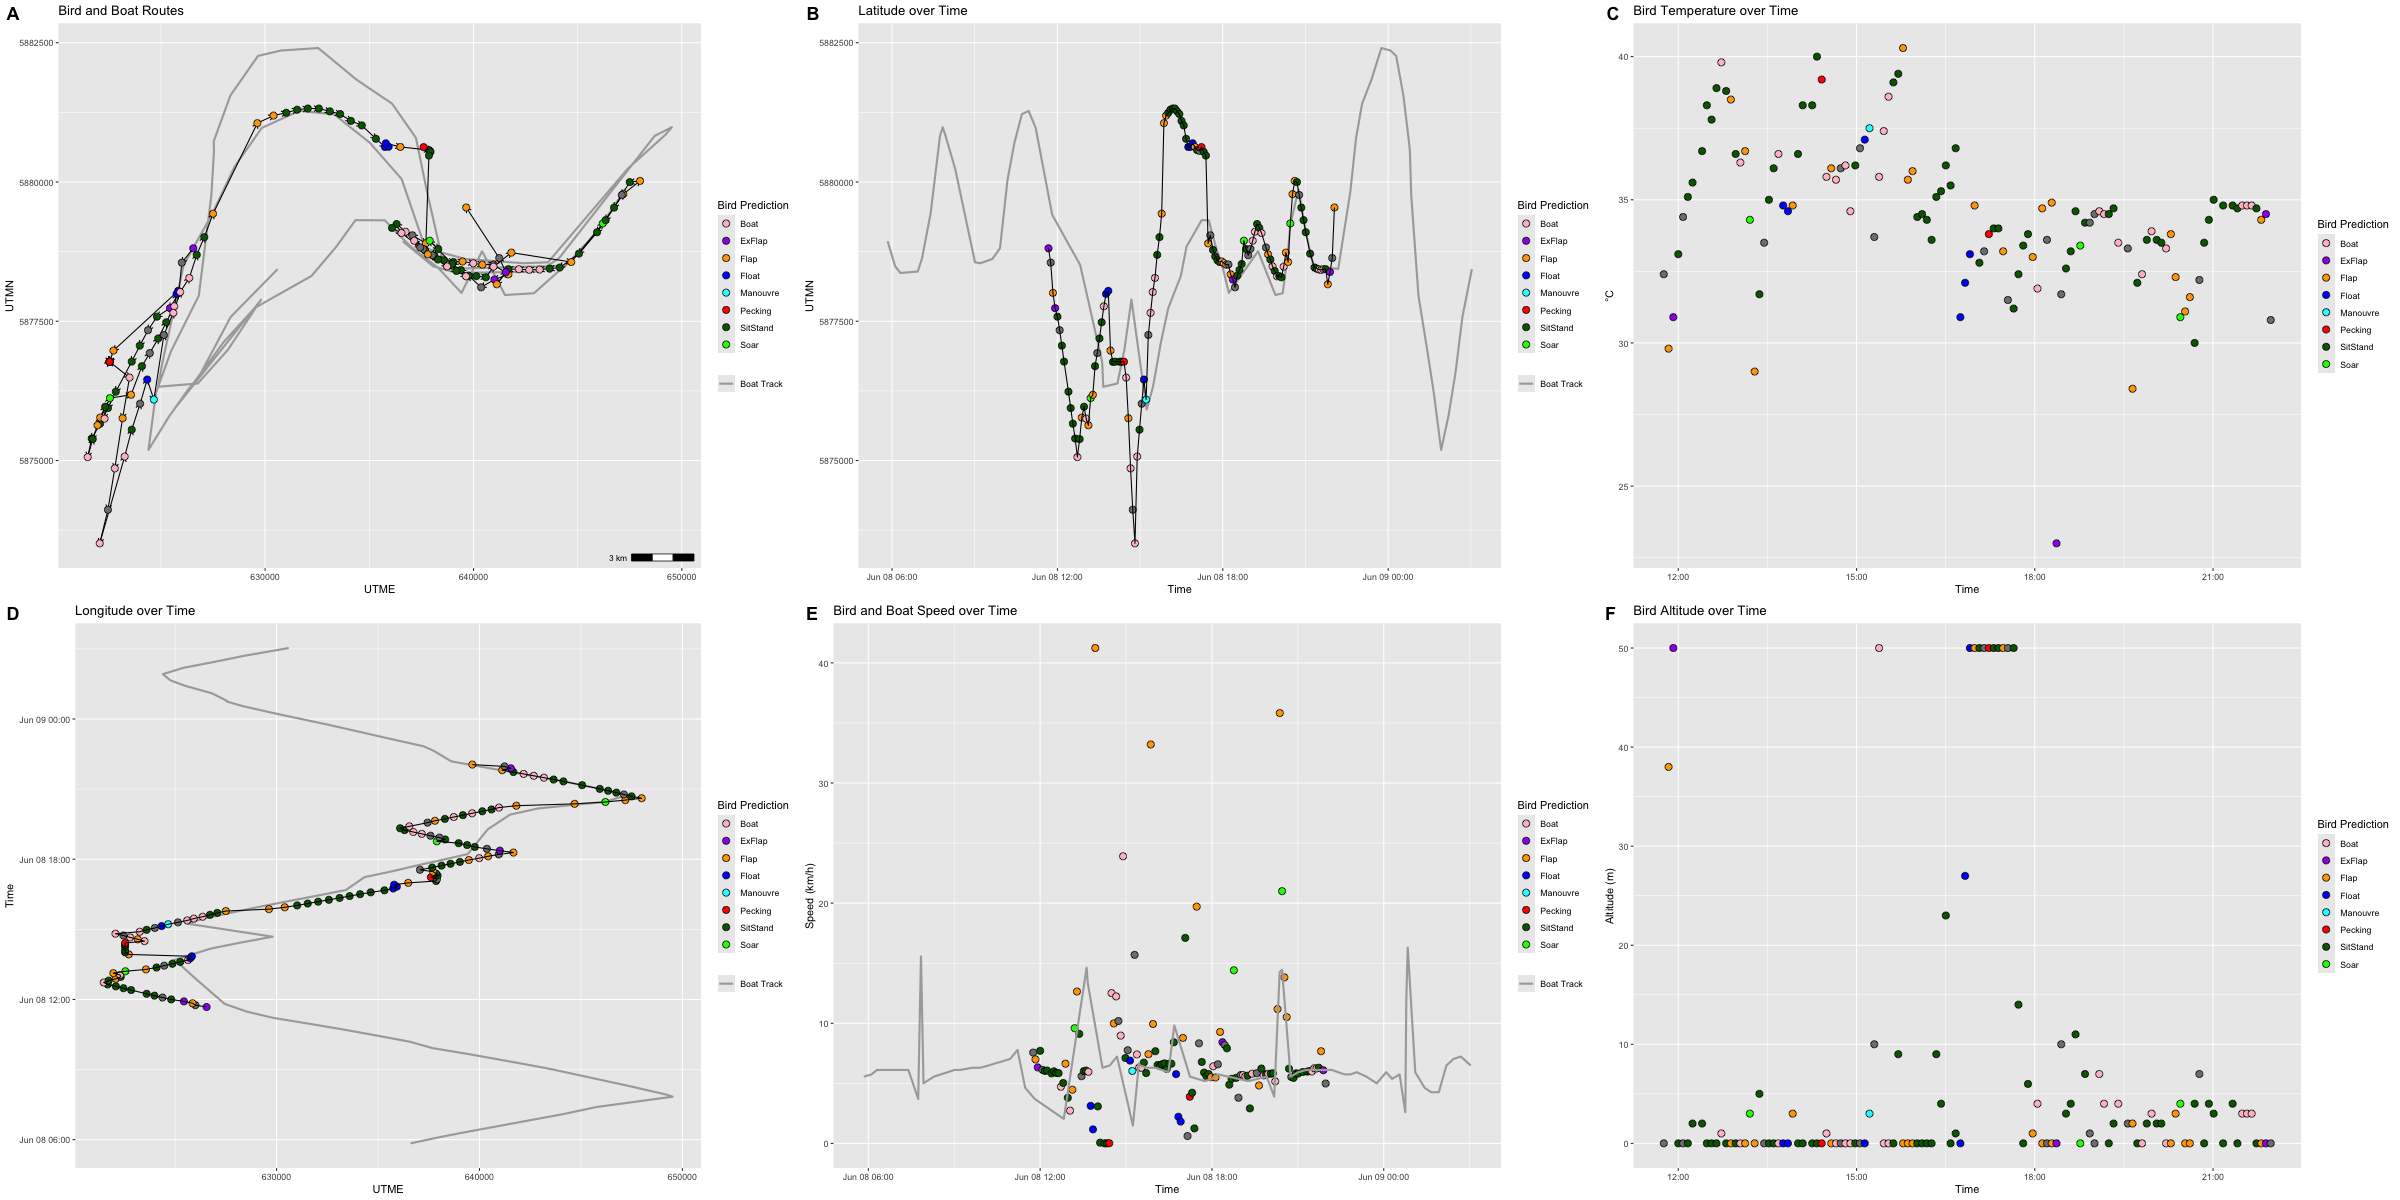 A Bird and Boat Routes
5882500
5880000
5877500
5875000
UTMN
630000 640000 650000
UTME
3 km
Bird Prediction
Boat
ExFlap
Flap
Float
Manouvre
Pecking
SitStand
Soar
Boat Track
B Latitude over Time
5882500
5880000
5877500
5875000
UTMN
Jun 08 06:00 Jun 08 12:00 Jun 08 18:00 Jun 09 00:00
Time
Bird Prediction
Boat
ExFlap
Flap
Float
Manouvre
Pecking
SitStand
Soar
Boat Track
C Bird Temperature over Time
40
35
30
25
°C
12:00 15:00 18:00 21:00
Time
Bird Prediction
Boat
ExFlap
Flap
Float
Manouvre
Pecking
SitStand
Soar
D Longitude over Time
Jun 09 00:00
Jun 08 18:00
Jun 08 12:00
Jun 08 06:00
Time
630000 640000 650000
UTME
Bird Prediction
Boat
ExFlap
Flap
Float
Manouvre
Pecking
SitStand
Soar
Boat Track
E Bird and Boat Speed over Time
40
30
20
10
0
Speed (km/h)
Jun 08 06:00 Jun 08 12:00 Jun 08 18:00 Jun 09 00:00
Time
Bird Prediction
Boat
ExFlap
Flap
Float
Manouvre
Pecking
SitStand
Soar
Boat Track
F Bird Altitude over Time
50
40
30
20
10
0
Altitude (m)
12:00 15:00 18:00 21:00
Time
Bird Prediction
Boat
ExFlap
Flap
Float
Manouvre
Pecking
SitStand
Soar